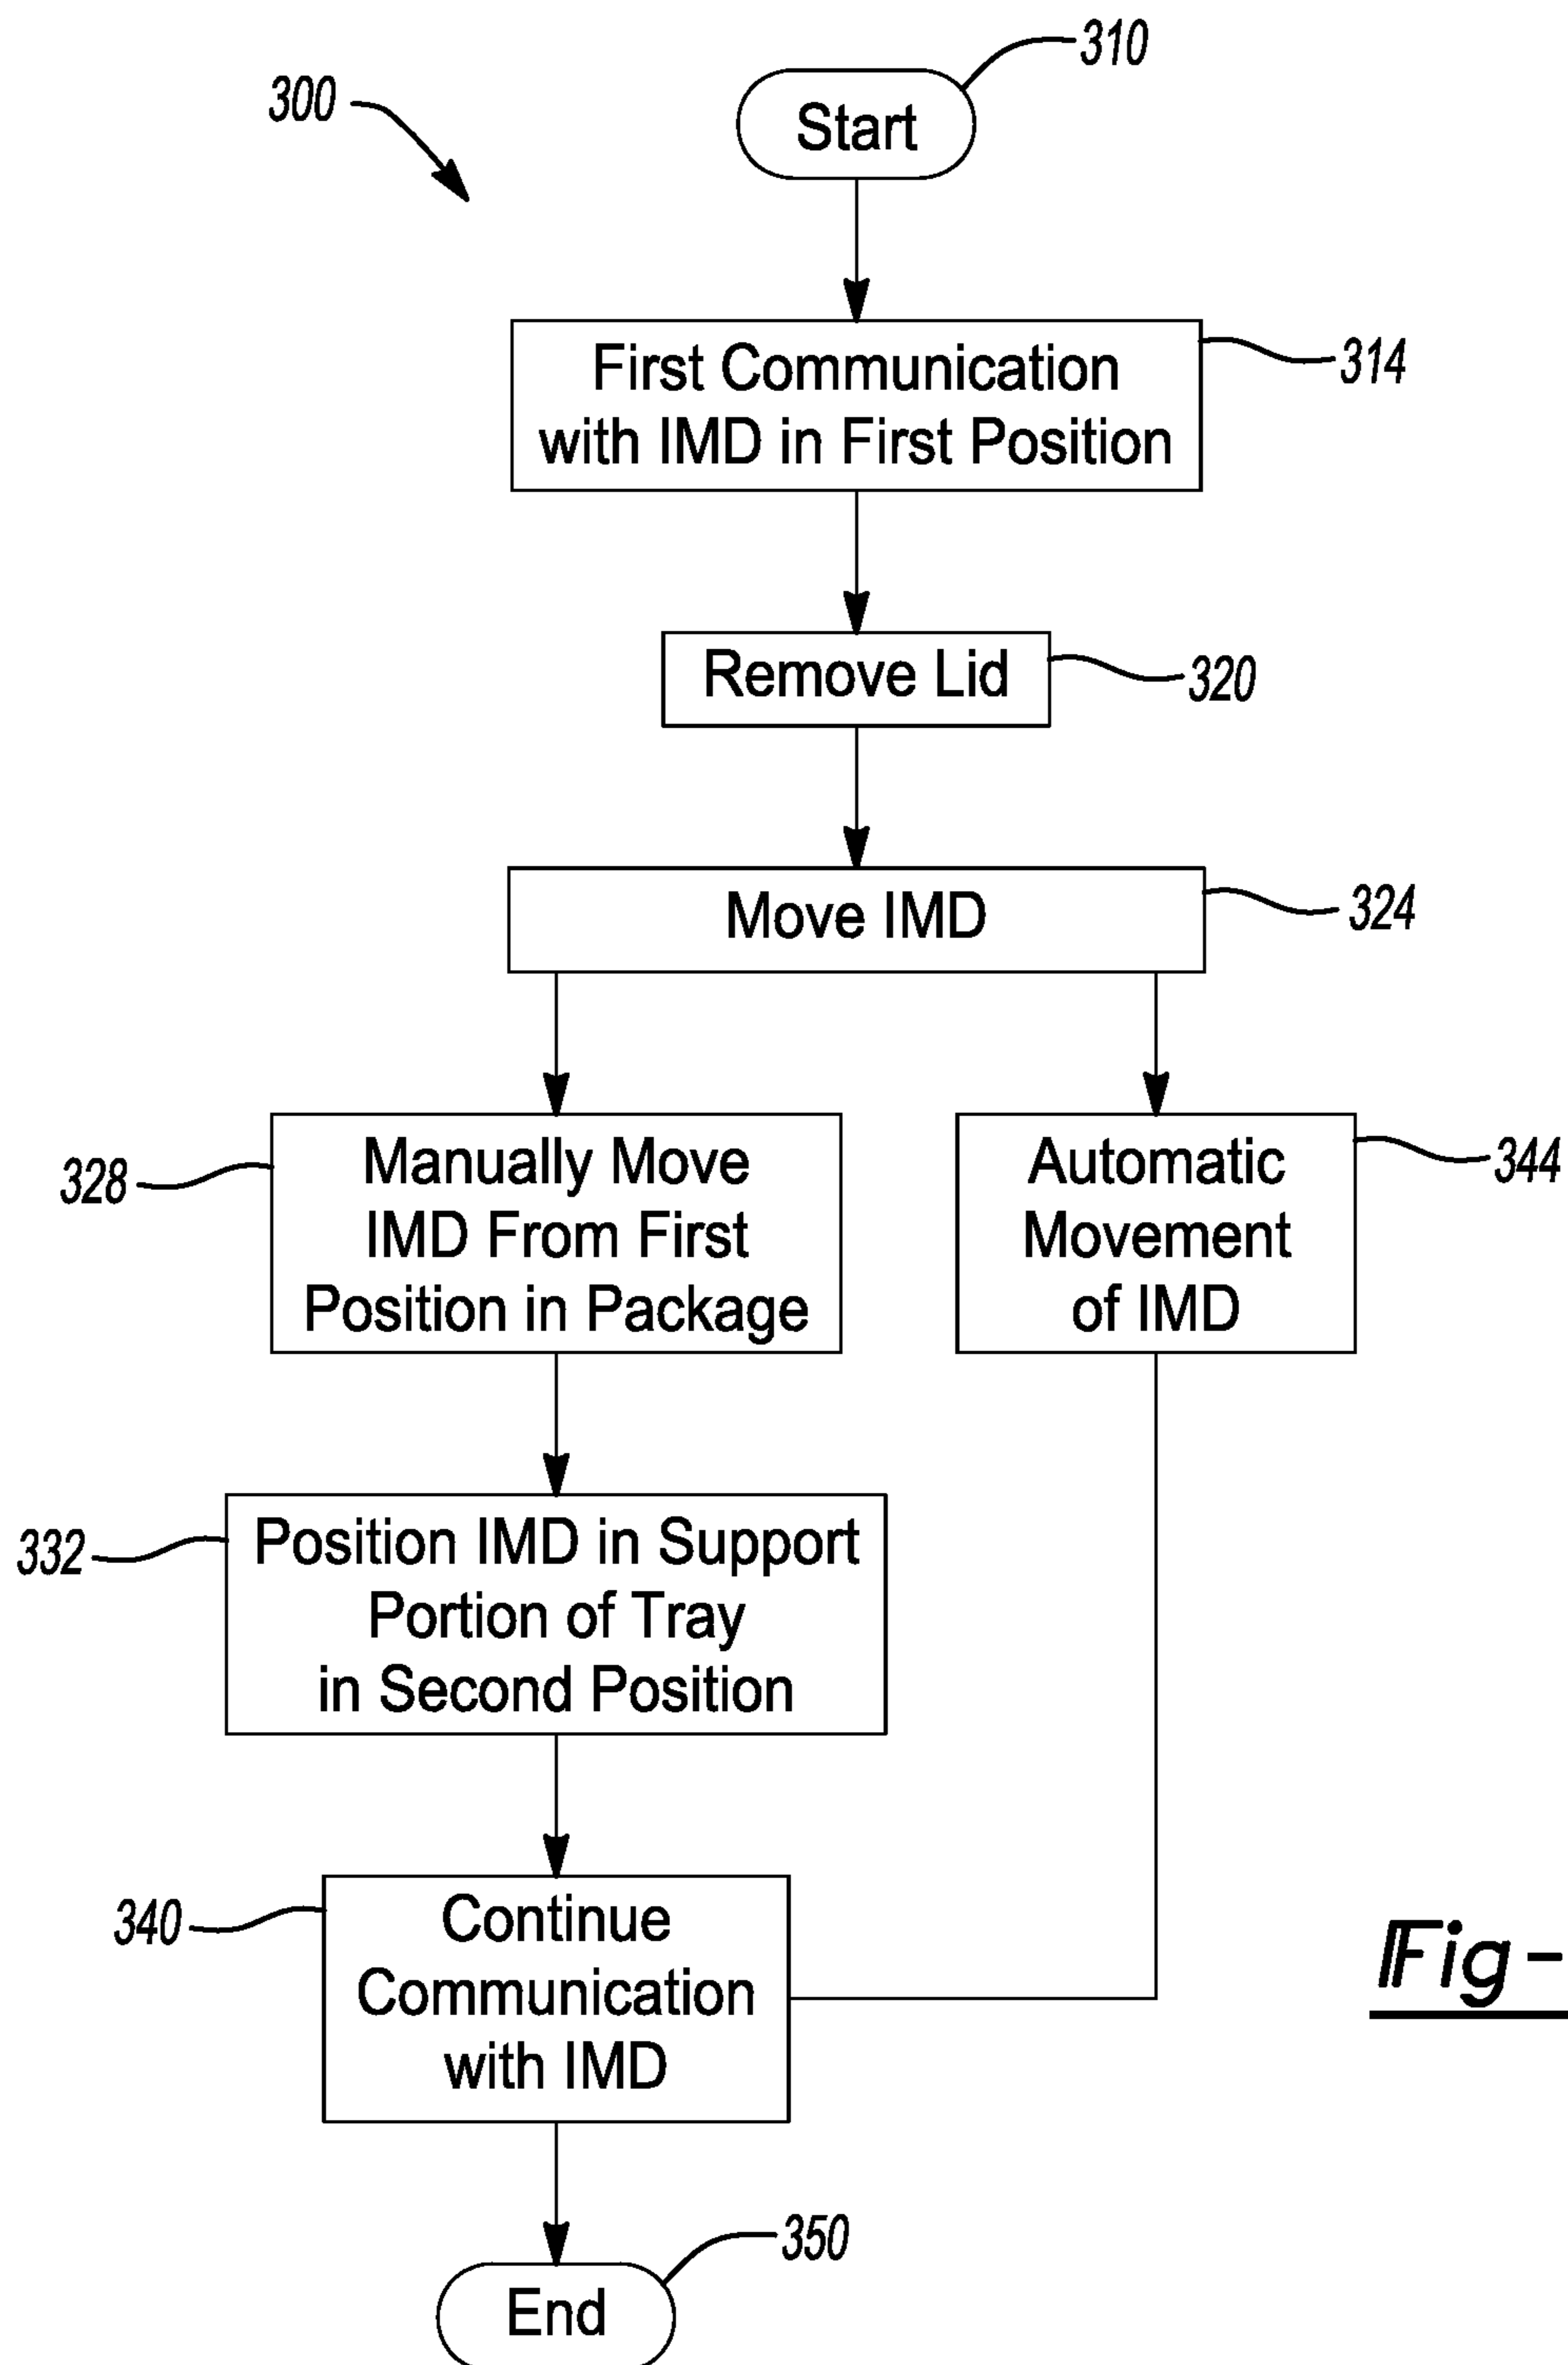 300
310
Start
First Communication
with IMD in First Position
314
Remove Lid
320
Move IMD
324
328
Manually Move
IMD From First
Position in Package
Automatic
Movement
of IMD
344
332
Position IMD in Support
Portion of Tray
in Second Position
340
Continue
Communication
with IMD
Fig-
350
End